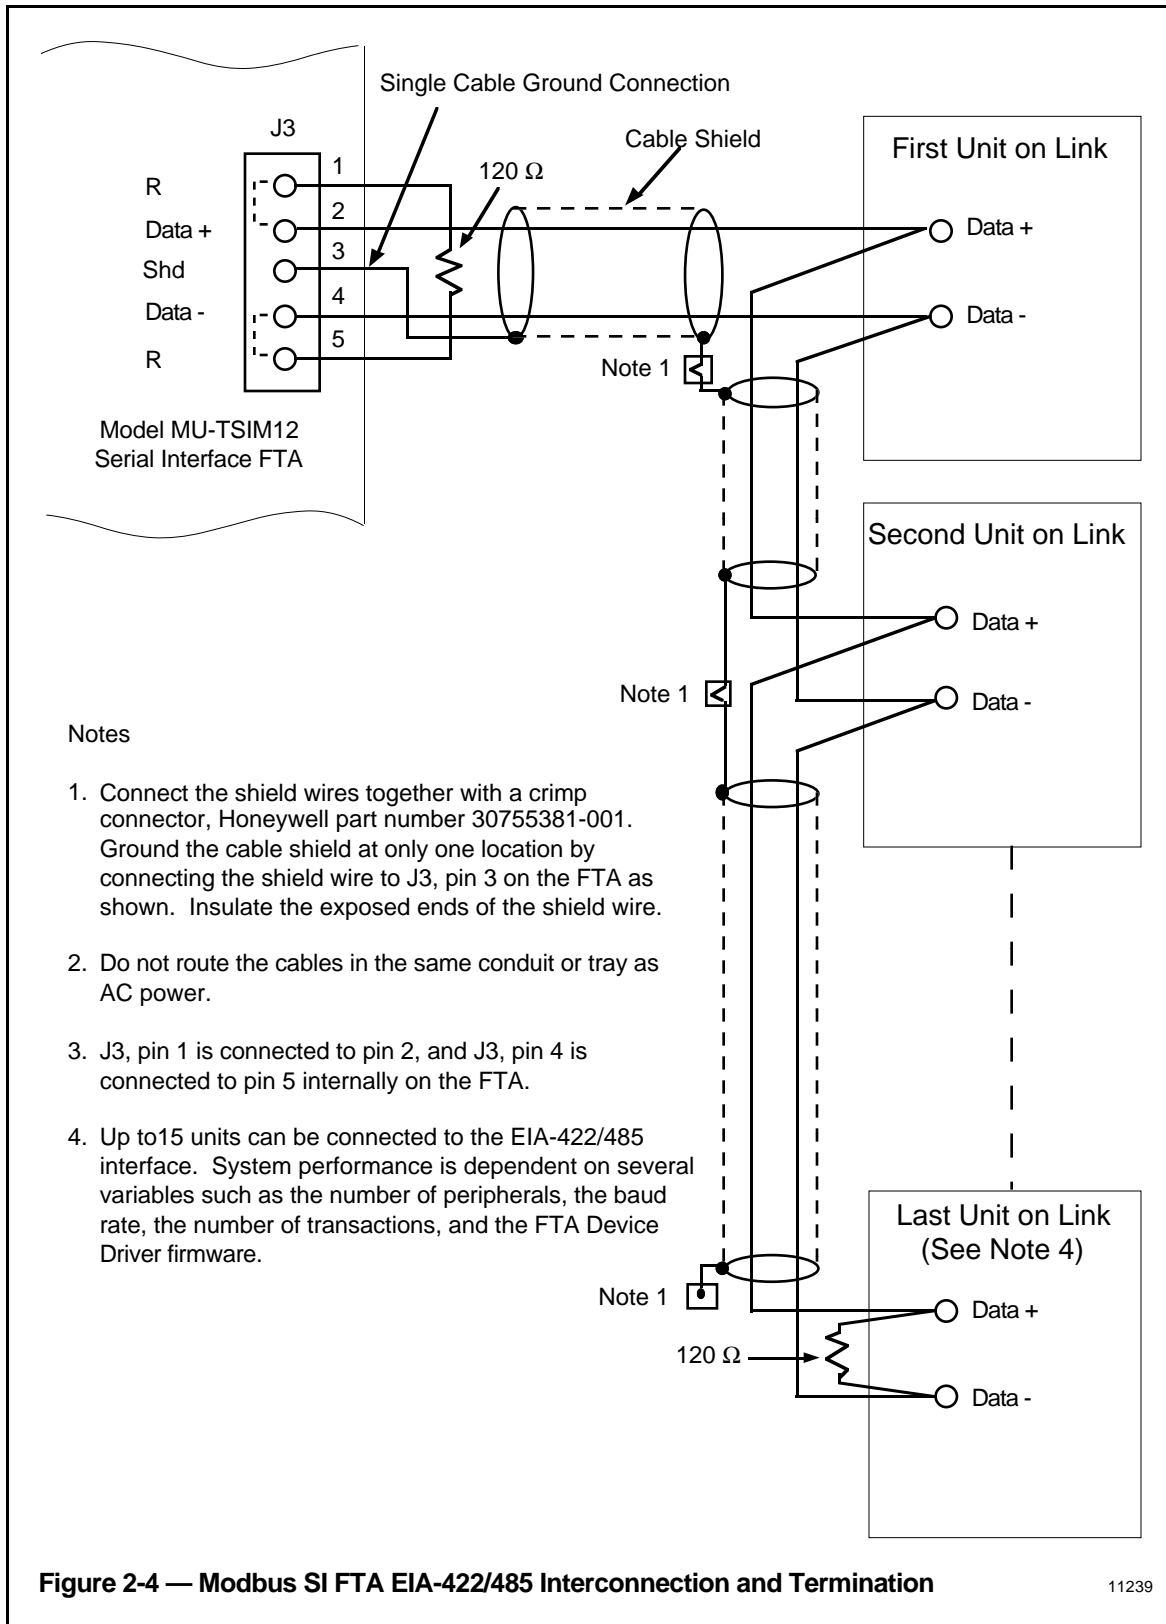 Single Cable Ground Connection
J3
Cable Shield
First Unit on Link
120 Ω
1
R
2
Data +
Data +
3
Shd
4
Data -
Data -
5
R
Note 1
Model MU-TSIM12
Serial Interface FTA
Second Unit on Link
Data +
Note 1
Data -
Notes
1. Connect the shield wires together with a crimp
connector, Honeywell part number 30755381-001.
Ground the cable shield at only one location by
connecting the shield wire to J3, pin 3 on the FTA as
shown. Insulate the exposed ends of the shield wire.
2. Do not route the cables in the same conduit or tray as
AC power.
3. J3, pin 1 is connected to pin 2, and J3, pin 4 is
connected to pin 5 internally on the FTA.
4. Up to15 units can be connected to the EIA-422/485
interface. System performance is dependent on several
variables such as the number of peripherals, the baud
rate, the number of transactions, and the FTA Device
Driver firmware.
Last Unit on Link
(See Note 4)
Note 1
Data +
120 Ω
Data -
Figure 2-4 — Modbus SI FTA EIA-422/485 Interconnection and Termination
11239